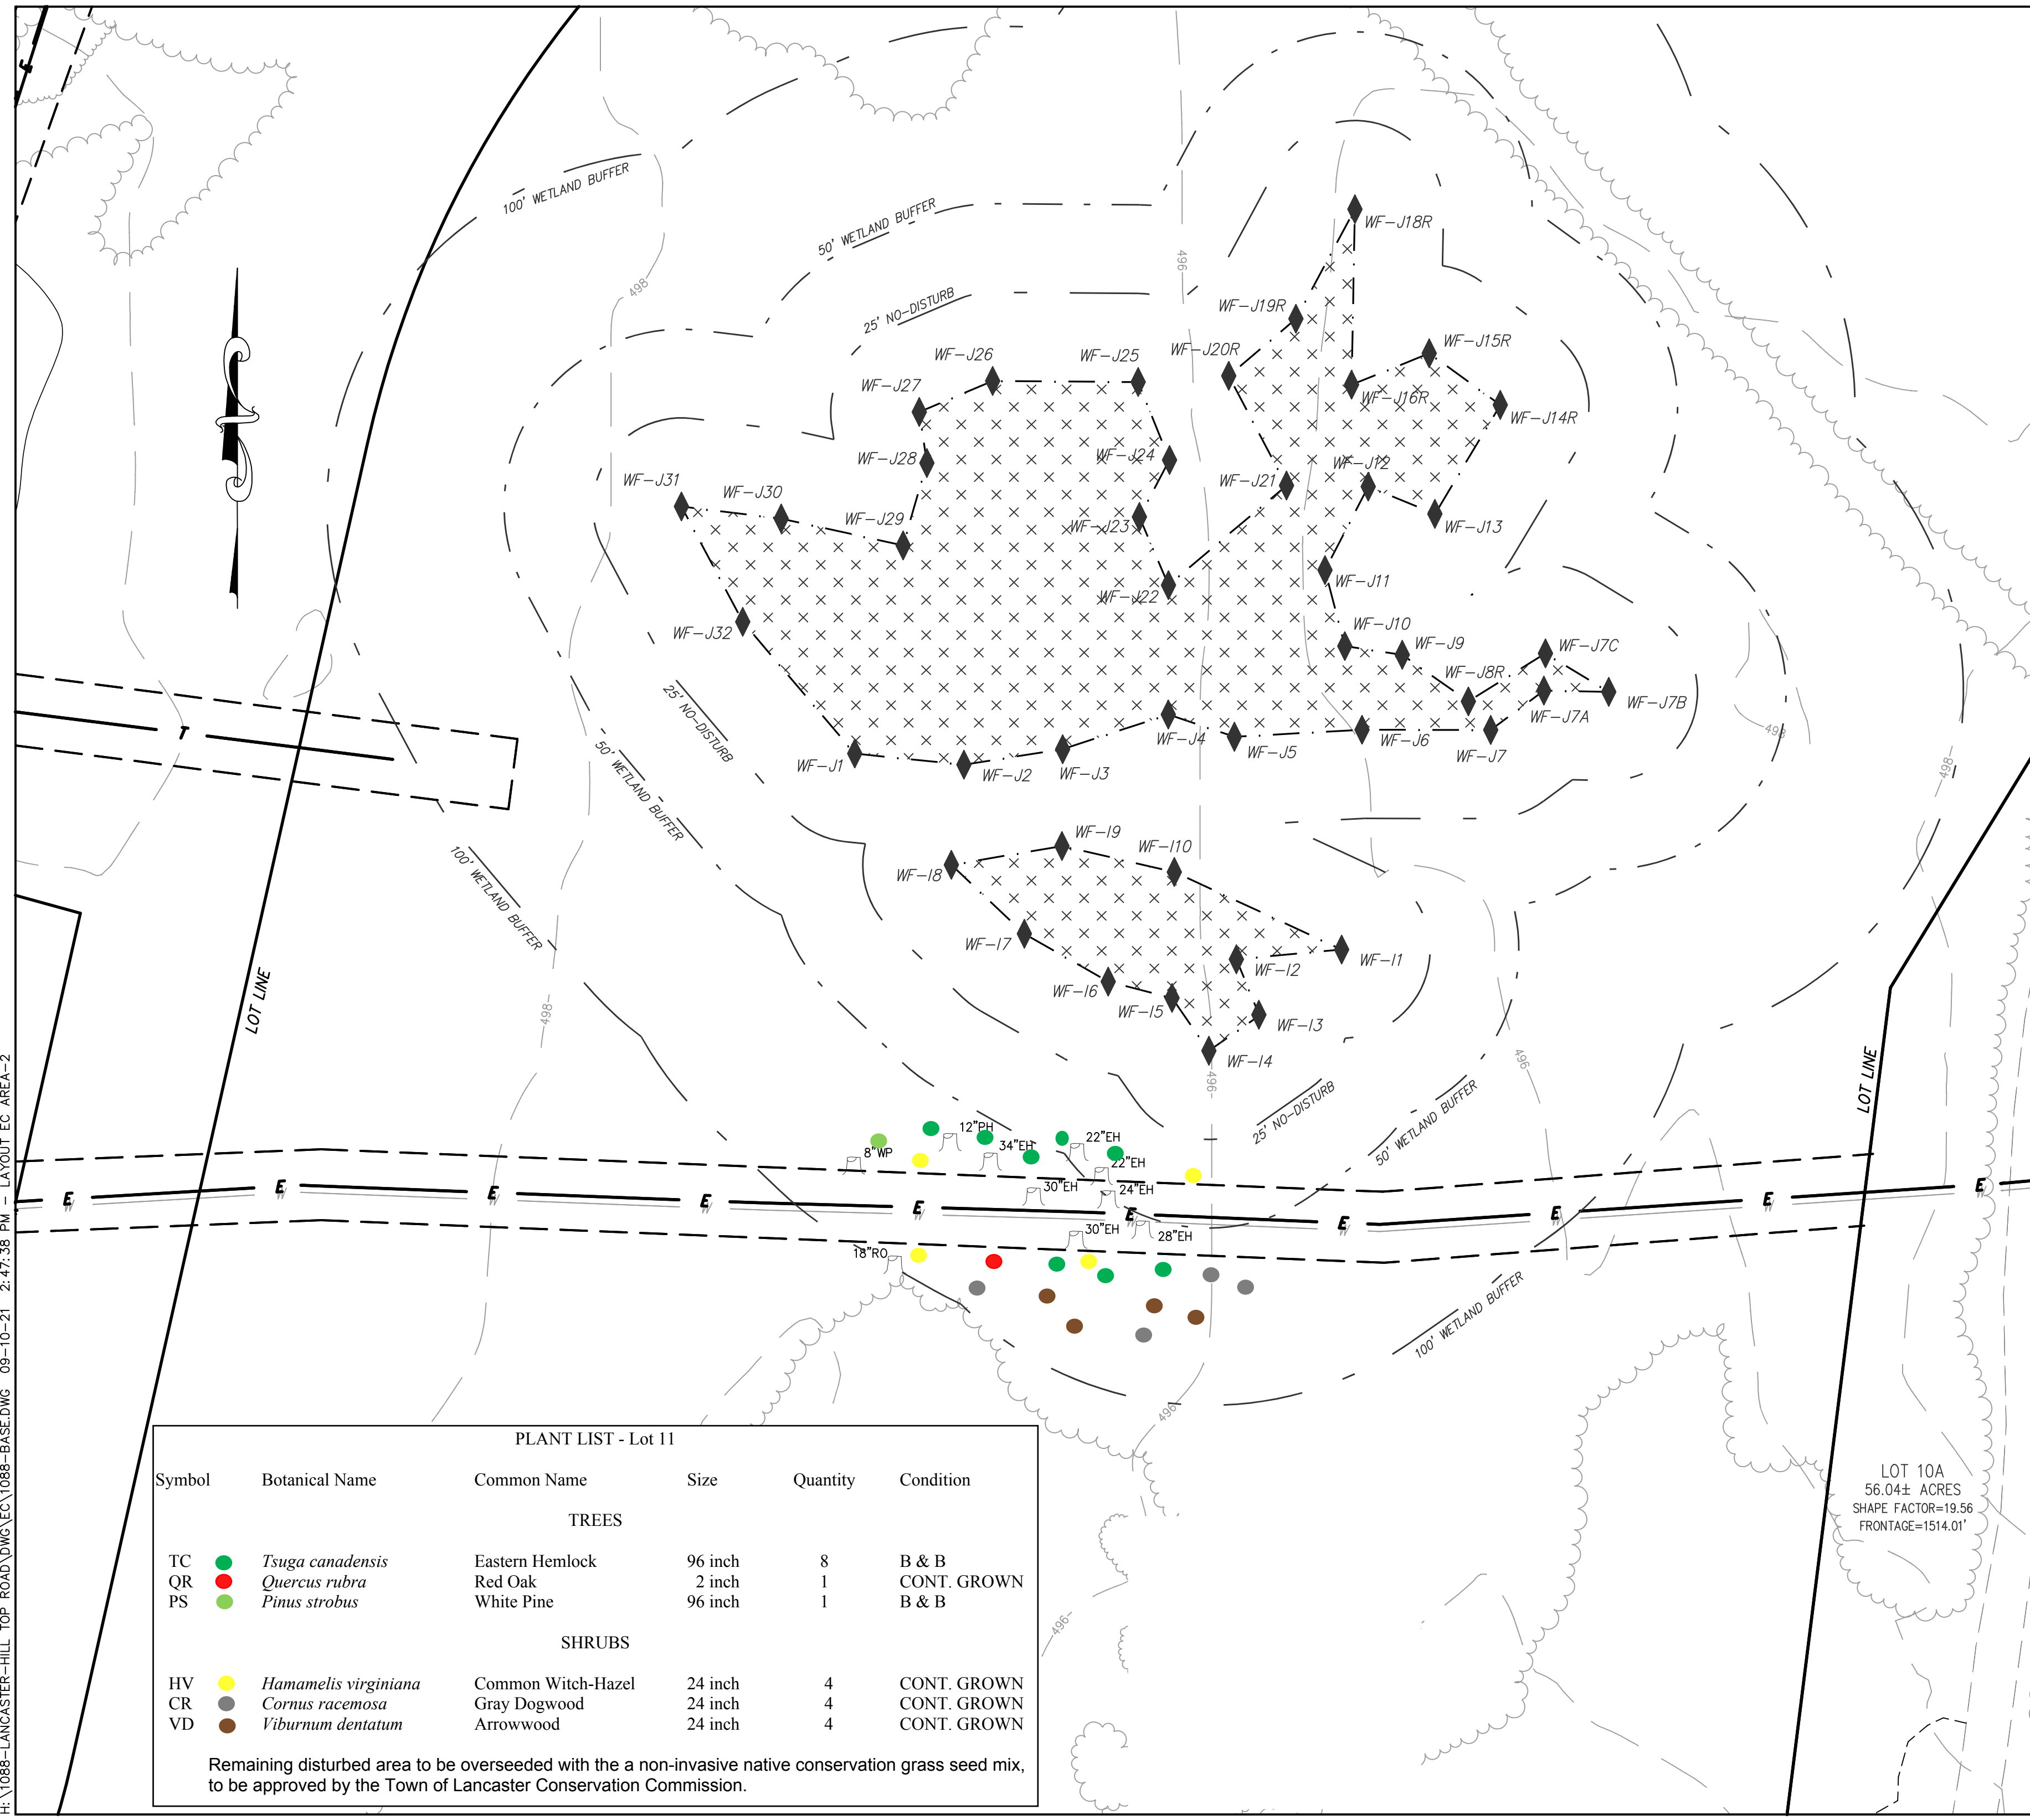 E
100' WETLAND BUFFER
50' WETLAND BUFFER
25' NO-DISTURB
498
496
WF-J18R
WF-J19R
WF-J20R
WF-J15R
WF-J26
WF-J25
WF-J27
WF-J16R
WF-J14R
WF-J28
WF-J24
WF-J12
WF-J31
WF-J30
WF-J21
WF-J29
WF-J23
WF-J13
WF-J11
WF-J22
WF-J32
WF-J10
WF-J9
WF-J7C
WF-J8R
WF-J7B
WF-J7A
25' NO-DISTURB
T
WF-J1
WF-J2
WF-J3
WF-J4
WF-J5
WF-J6
WF-J7
498
498
50' WETLAND BUFFER
100' WETLAND BUFFER
WF-I9
WF-I10
WF-I8
WF-I7
WF-I2
WF-I1
WF-I6
WF-I5
WF-I3
WF-I4
LOT LINE
498
496
496
LOT LINE
25' NO-DISTURB
50' WETLAND BUFFER
12"PH
34"EH
22"EH
8"WP
22"EH
30"EH
24"EH
E E E E E E E E E E
30"EH
28"EH
18"RO
100' WETLAND BUFFER
496
496
LOT 10A
56.04± ACRES
SHAPE FACTOR=19.56
FRONTAGE=1514.01'
PLANT LIST - Lot 11
Symbol Botanical Name Common Name Size Quantity Condition
TREES
TC Tsuga canadensis Eastern Hemlock 96 inch 8 B & B
QR Quercus rubra Red Oak 2 inch 1 CONT. GROWN
PS Pinus strobus White Pine 96 inch 1 B & B
SHRUBS
HV Hamamelis virginiana Common Witch-Hazel 24 inch 4 CONT. GROWN
CR Cornus racemosa Gray Dogwood 24 inch 4 CONT. GROWN
VD Viburnum dentatum Arrowwood 24 inch 4 CONT. GROWN
Remaining disturbed area to be overseeded with the a non-invasive native conservation grass seed mix,
to be approved by the Town of Lancaster Conservation Commission.
H:\1088-LANCASTER-HILL TOP ROAD\DWG\EC\1088-BASE.DWG 09-10-21 2:47:38 PM - LAYOUT EC AREA-2